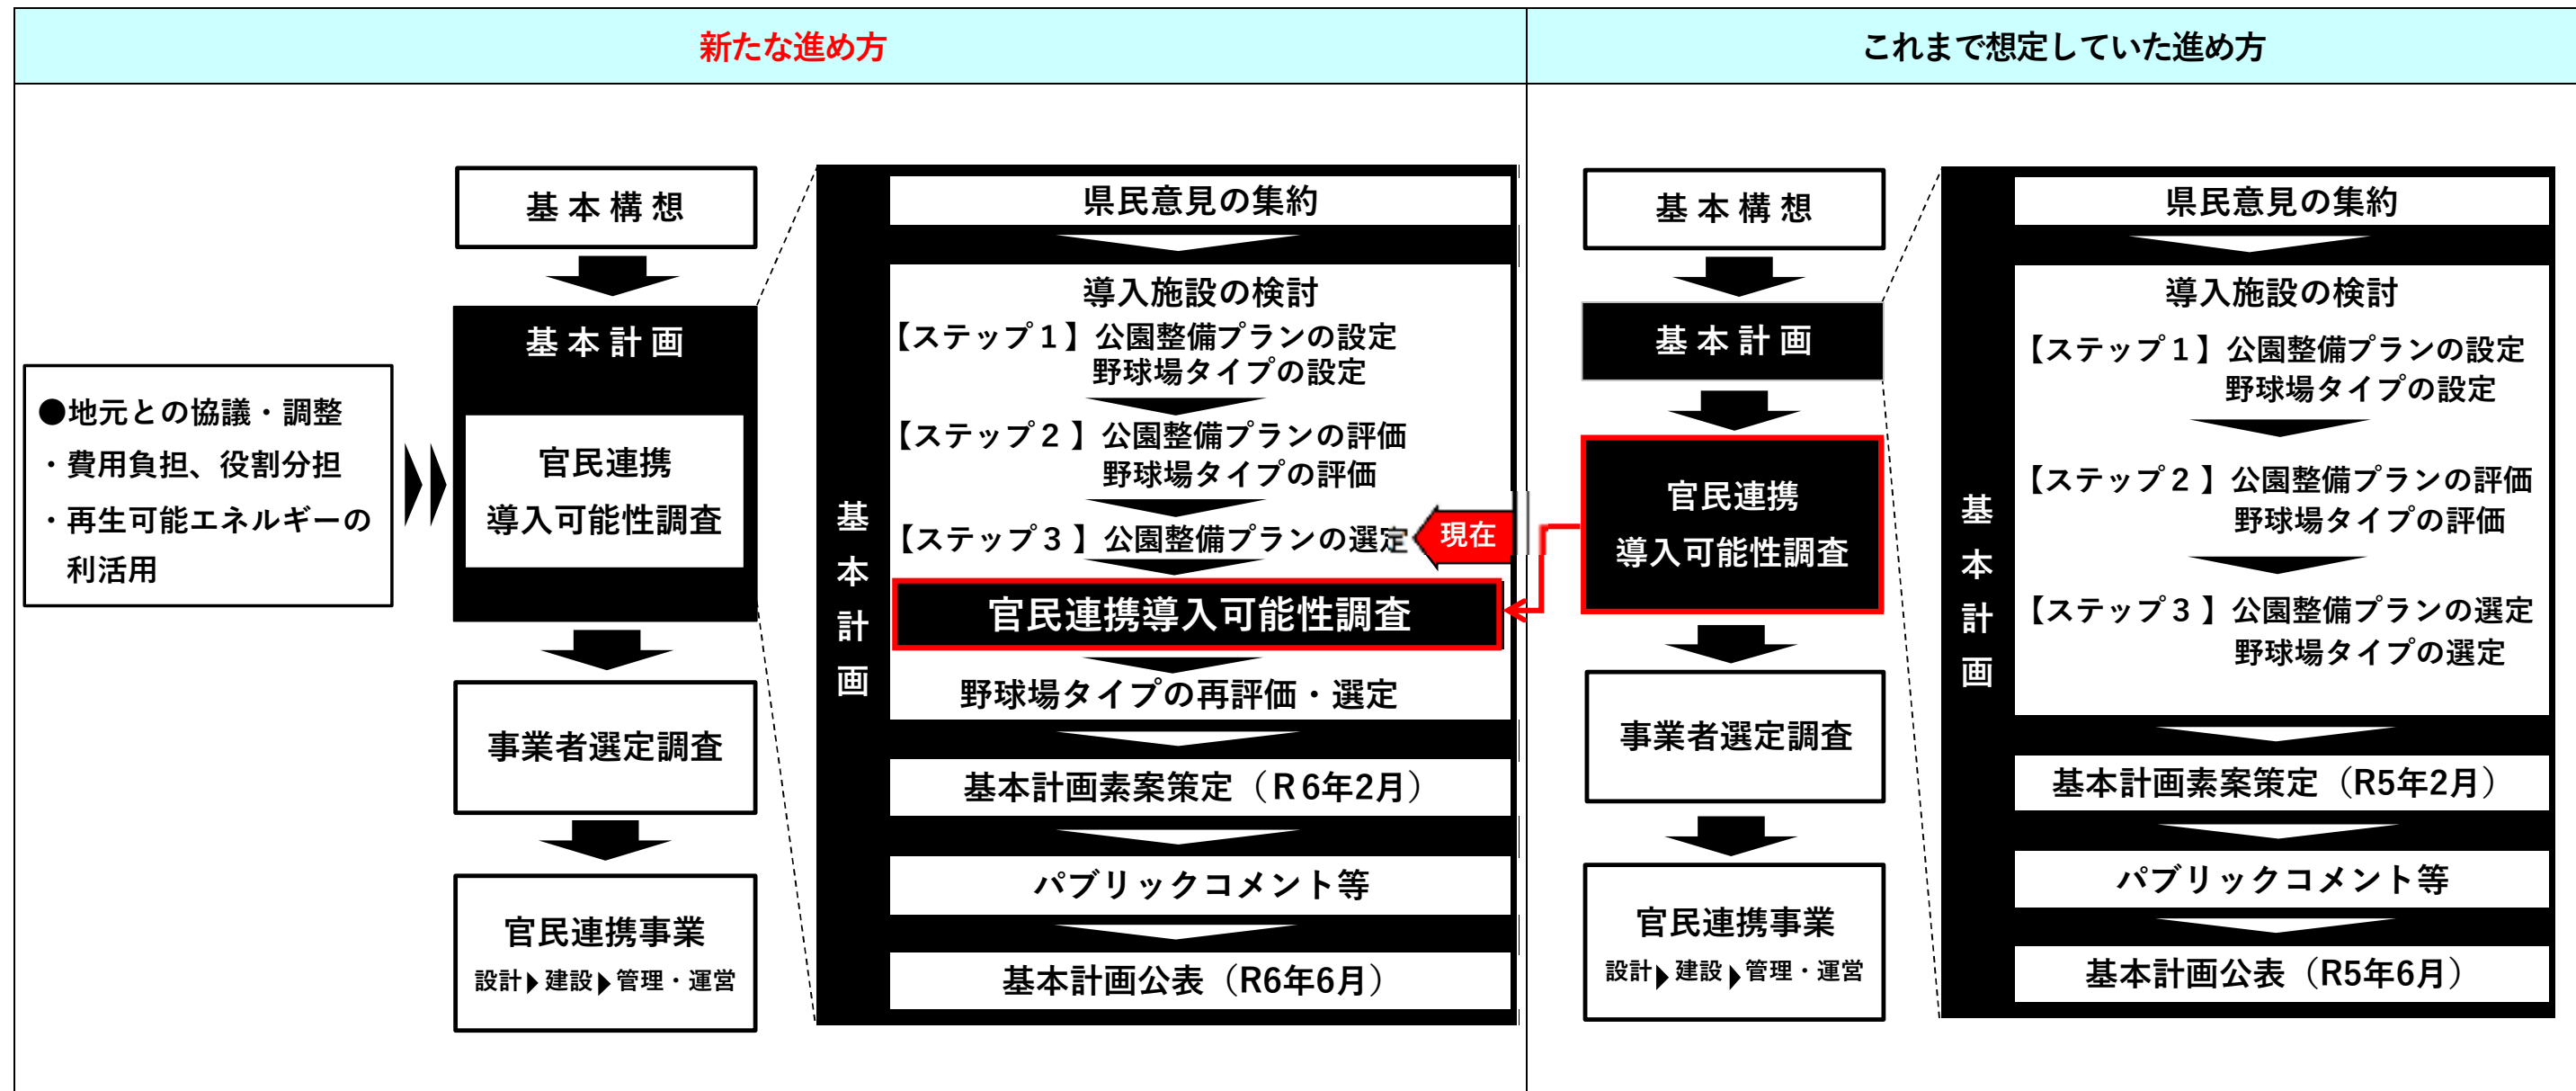 新たな進め方
これまで想定していた進め方
●地元との協議・調整
・費用負担、役割分担
・再生可能エネルギーの
利活用
基本構想
基本計画
官民連携
導入可能性調査
事業者選定調査
官民連携事業
設計▶建設▶管理・運営
基本計画
県民意見の集約
導入施設の検討
【ステップ1】公園整備プランの設定
野球場タイプの設定
【ステップ2】公園整備プランの評価
野球場タイプの評価
【ステップ3】公園整備プランの選定
現在
官民連携導入可能性調査
野球場タイプの再評価・選定
基本計画素案策定（R6年2月）
パブリックコメント等
基本計画公表（R6年6月）
基本構想
基本計画
官民連携
導入可能性調査
事業者選定調査
官民連携事業
設計▶建設▶管理・運営
基本計画
県民意見の集約
導入施設の検討
【ステップ1】公園整備プランの設定
野球場タイプの設定
【ステップ2】公園整備プランの評価
野球場タイプの評価
【ステップ3】公園整備プランの選定
野球場タイプの選定
基本計画素案策定（R5年2月）
パブリックコメント等
基本計画公表（R5年6月）